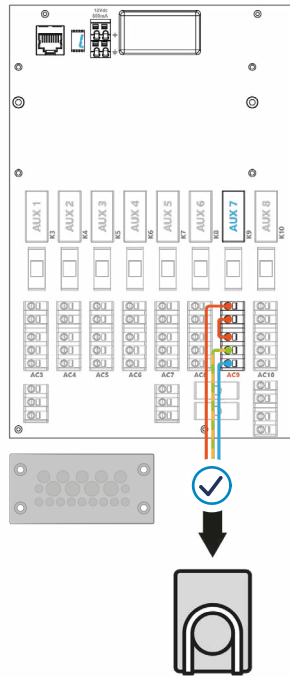 12Vdc
800mA
AUX 1
AUX 2
AUX 3
AUX 4
AUX 5
AUX 6
AUX 7
AUX 8
K3
K4
K5
K6
K7
K8
K9
K10
AC3
AC4
AC5
AC6
AC7
AC8
AC9
AC10